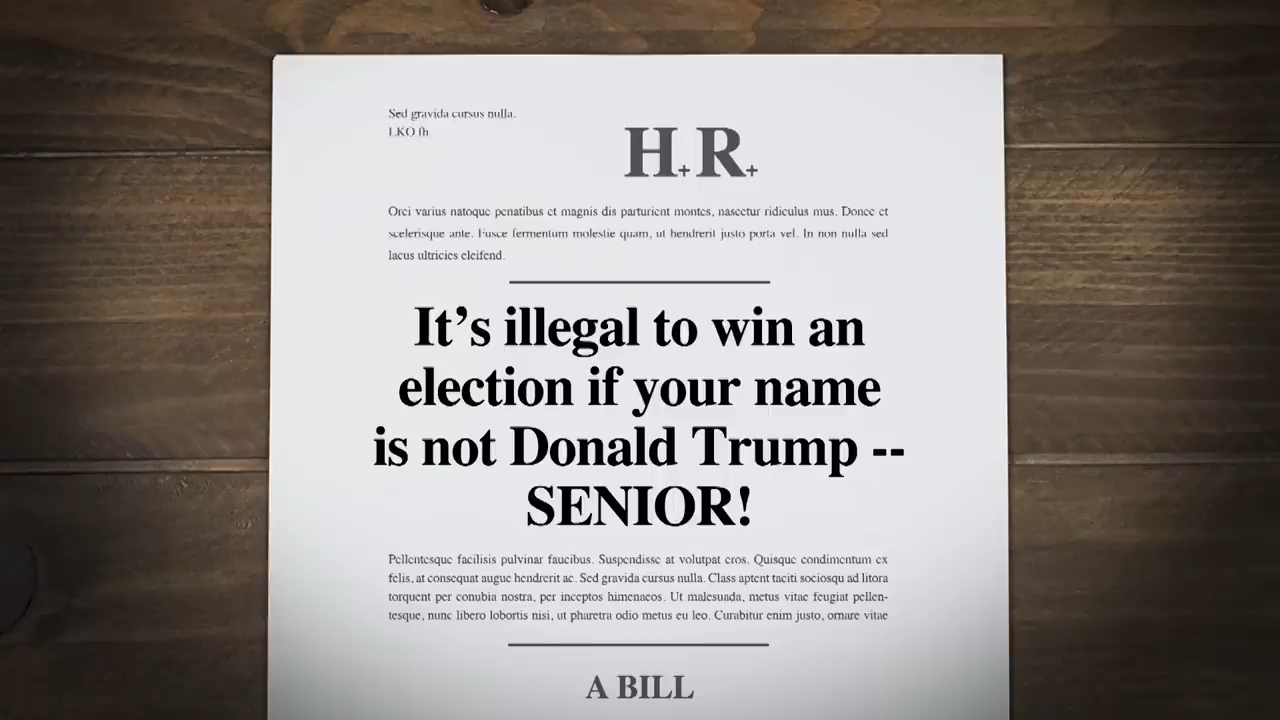 Sed gravida cursus nulla.
LKO fh
H+R+
Orci varius natoque penatibus et magnis dis parturient montes, nascetur ridiculus mus. Donec et
scelerisque ante. Fusce fermentum molestie quam, ut hendrerit justo porta vel. In non nulla sed
lacus ultricies eleifend.
It’s illegal to win an
election if your name
is not Donald Trump --
SENIOR!
Pellentesque facilisis pulvinar faucibus. Suspendisse at volutpat eros. Quisque condimentum ex
felis, at consequat augue hendrerit ac. Sed gravida cursus nulla. Class aptent taciti sociosqu ad litora
torquent per conubia nostra, per inceptos himenaeos. Ut malesuada, metus vitae feugiat pellen-
tesque, nunc libero lobortis nisi, ut pharetra odio metus eu leo. Curabitur enim justo, ornare vitae
A BILL